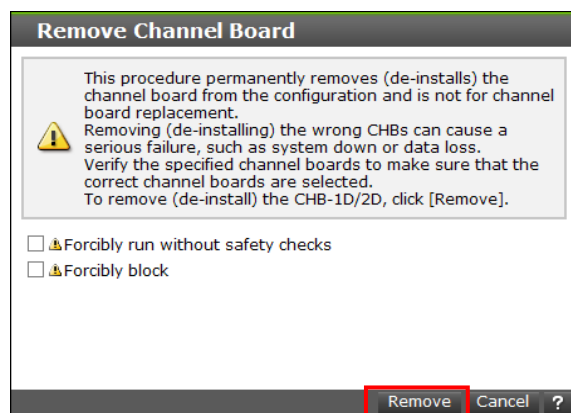 Remove Channel Board
This procedure permanently removes (de-installs) the
channel board from the configuration and is not for channel
board replacement.
Removing (de-installing) the wrong CHBs can cause a
serious failure, such as system down or data loss.
Verify the specified channel boards to make sure that the
correct channel boards are selected.
To remove (de-install) the CHB-1D/2D, click [Remove].
Forcibly run without safety checks
Forcibly block
Remove Cancel ?